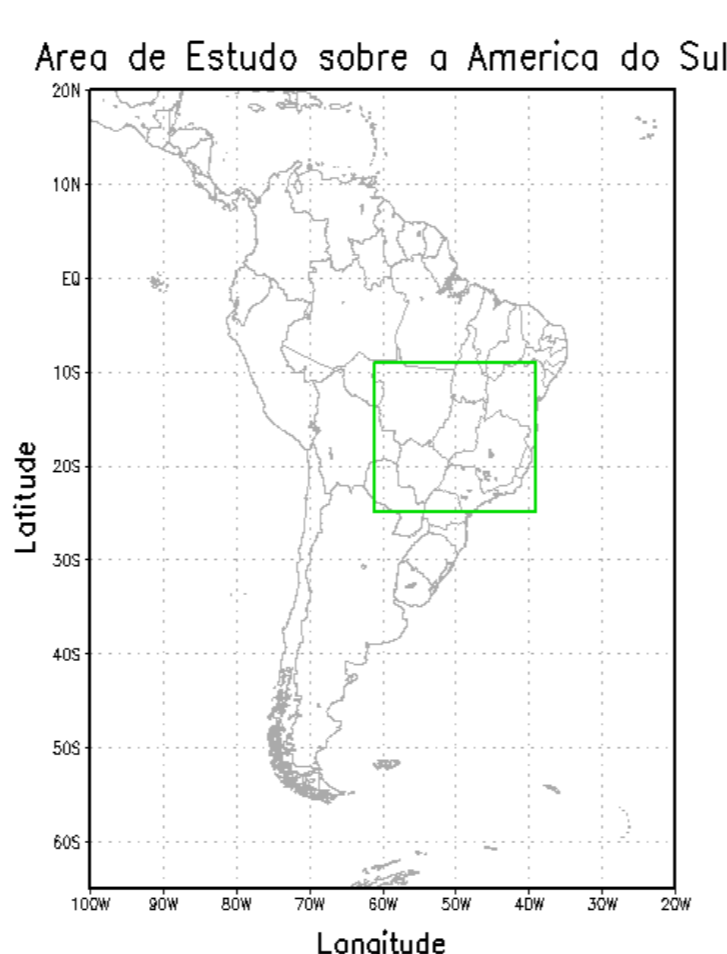 Area de Estudo sobre a America do Sul
20N
10N
EQ
10S
20S
30S
40S
50S
60S
Latitude
100W 90W 80W 70W 60W 50W 40W 30W 20W
Longitude